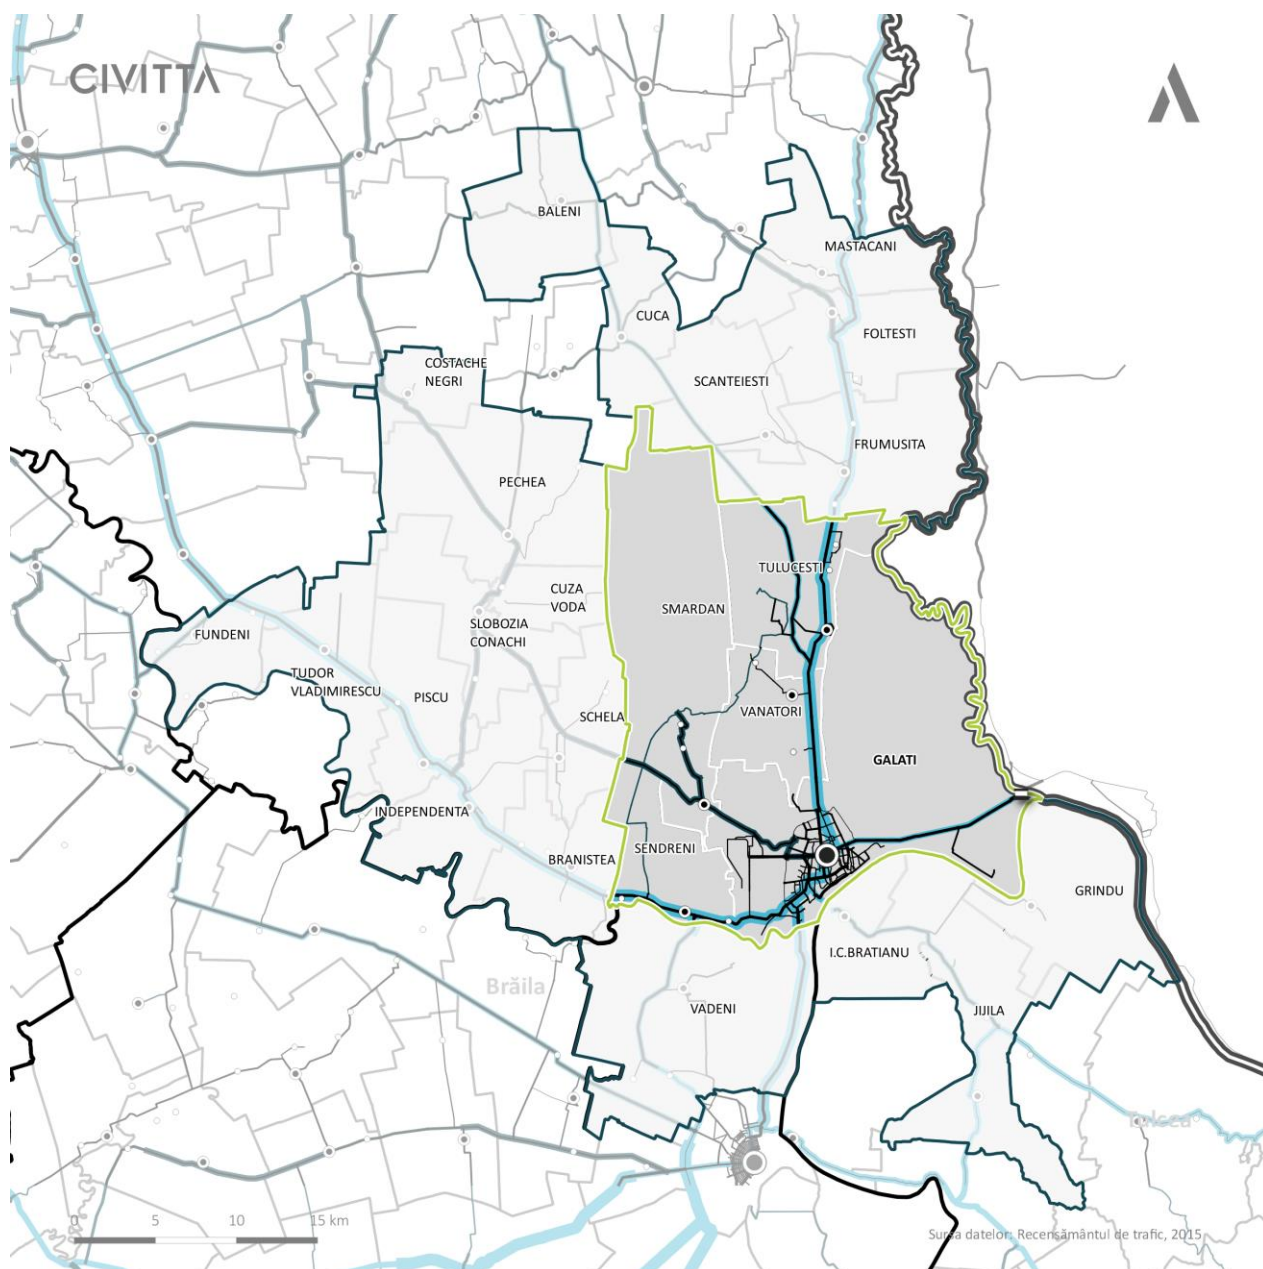 CIVITTA
BALENI
MASTACANI
CUCA
FOLTESTI
COSTACHE
NEGRI
SCANTEIESTI
FRUMUSITA
PECHEA
TULUCESTI
CUZA
VODA
SMARDAN
SLOBOZIA
CONACHI
FUNDENI
TUDOR
VLADIMIRESCU
PISCU
SCHELA
VANATORI
GALATI
INDEPENDENTA
BRANISTEA
SENDRENI
GRINDU
I.C.BRATIANU
Brăila
VADENI
JIJILA
Tulcea
0 5 10 15 km
Sursa datelor: Recensământul de trafic, 2015